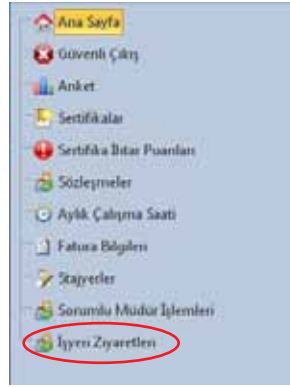 Ana Sayfa
Güvenli Çıkış
Anket
Sertifikalar
Sertifika İhtar Puanları
Sözleşmeler
Aylık Çalışma Saati
Fatura Bilgileri
Stajyerler
Sorumlu Müdür İşlemleri
İşyeri Ziyaretleri